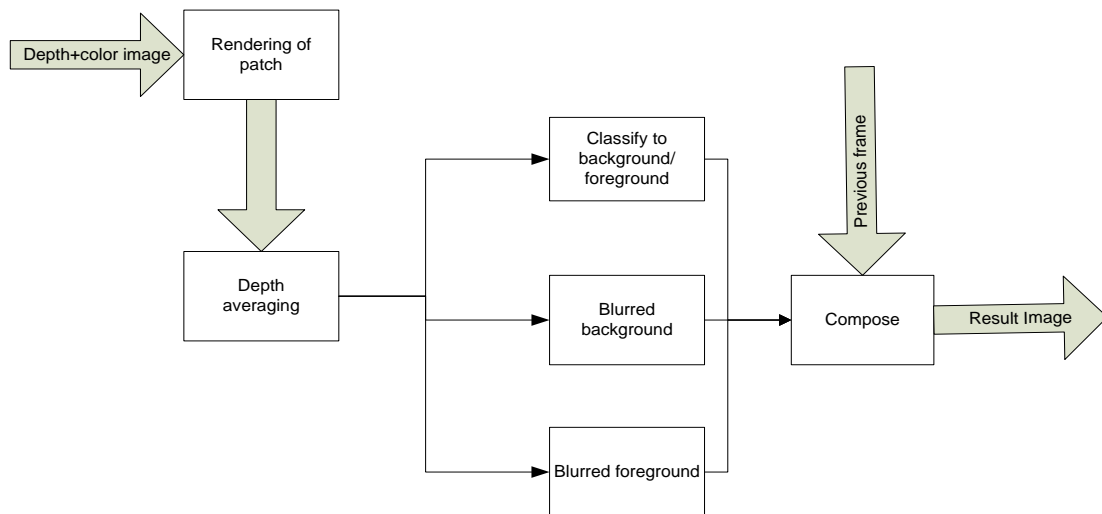 Depth+color image
Rendering of
patch
Depth
averaging
Classify to
background/
foreground
Blurred
background
Blurred foreground
Previous frame
Compose
Result Image